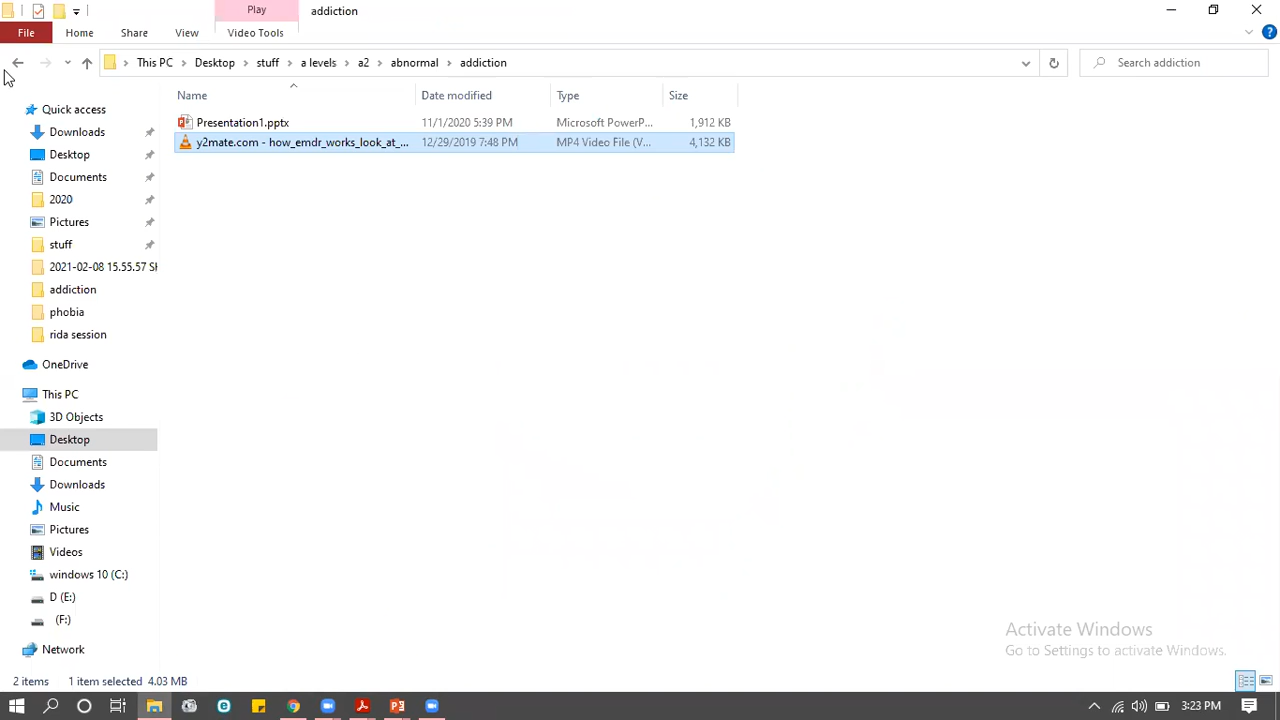 Play
addiction
File
Home
Share
View
Video Tools
This PC
Desktop
stuff
a levels
a2
abnormal
addiction
Search addiction
Name
Date modified
Type
Size
Presentation1.pptx
11/1/2020 5:39 PM
Microsoft PowerP...
1,912 KB
y2mate.com - how_emdr_works_look_at_...
12/29/2019 7:48 PM
MP4 Video File (V...
4,132 KB
Quick access
Downloads
Desktop
Documents
2020
Pictures
stuff
2021-02-08 15.55.57
addiction
phobia
rida session
OneDrive
This PC
3D Objects
Desktop
Documents
Downloads
Music
Pictures
Videos
windows 10 (C:)
D (E:)
(F:)
Network
Activate Windows
Go to Settings to activate Windows.
2 items
1 item selected 4.03 MB
3:23 PM